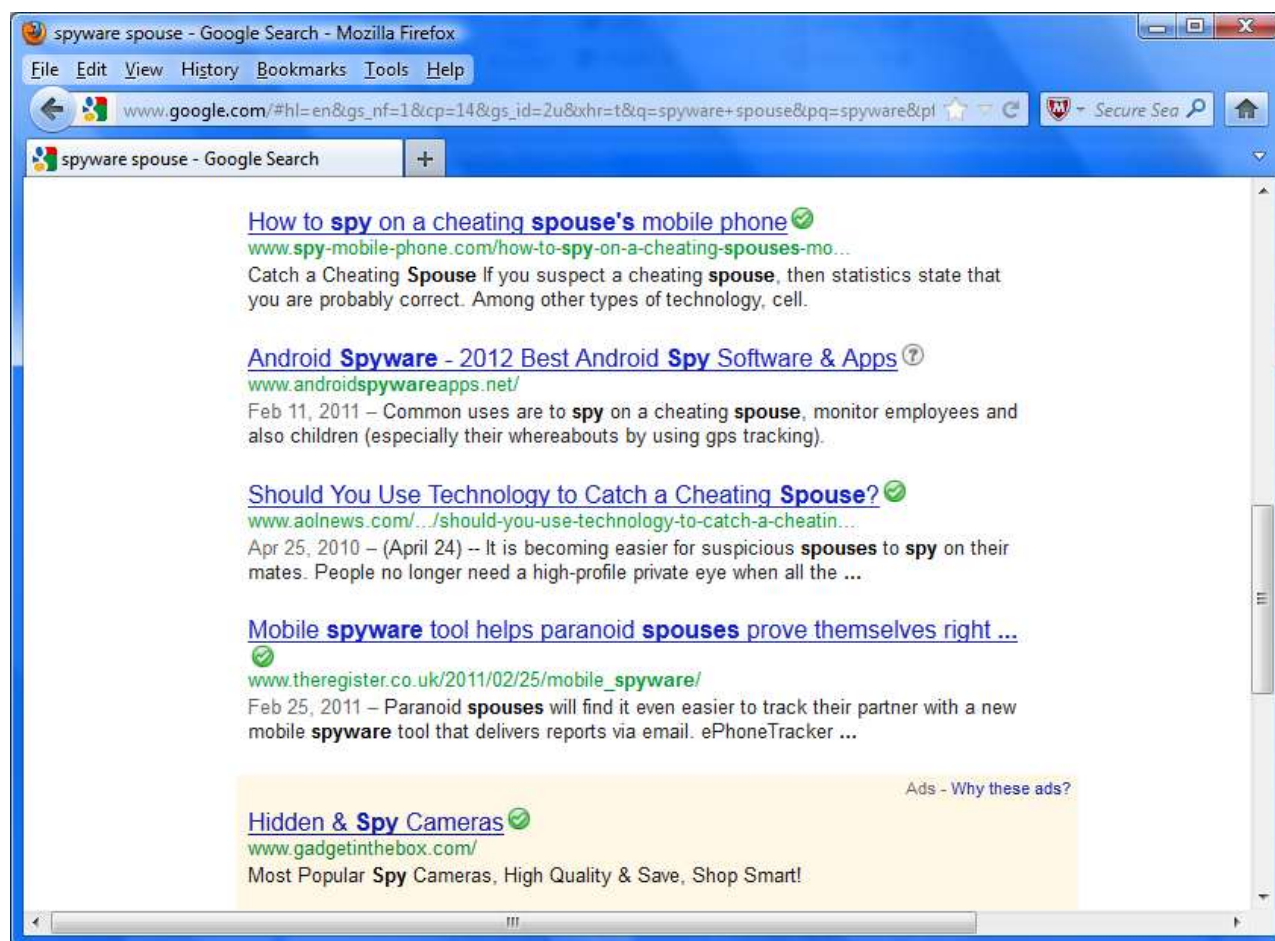 spyware spouse - Google Search - Mozilla Firefox
File Edit View History Bookmarks Tools Help
www.google.com/#hl=en&gs_nf=1&cp=14&gs_id=2u&xhr=t&q=spyware+spouse&pq=spyware&pf
Secure Sea
spyware spouse - Google Search
How to spy on a cheating spouse's mobile phone
www.spy-mobile-phone.com/how-to-spy-on-a-cheating-spouses-mo...
Catch a Cheating Spouse If you suspect a cheating spouse, then statistics state that
you are probably correct. Among other types of technology, cell.
Android Spyware - 2012 Best Android Spy Software & Apps
www.androidspywareapps.net/
Feb 11, 2011 – Common uses are to spy on a cheating spouse, monitor employees and
also children (especially their whereabouts by using gps tracking).
Should You Use Technology to Catch a Cheating Spouse?
www.aolnews.com/.../should-you-use-technology-to-catch-a-cheatin...
Apr 25, 2010 – (April 24) -- It is becoming easier for suspicious spouses to spy on their
mates. People no longer need a high-profile private eye when all the ...
Mobile spyware tool helps paranoid spouses prove themselves right ...
www.theregister.co.uk/2011/02/25/mobile_spyware/
Feb 25, 2011 – Paranoid spouses will find it even easier to track their partner with a new
mobile spyware tool that delivers reports via email. ePhoneTracker ...
Ads - Why these ads?
Hidden & Spy Cameras
www.gadgetinthebox.com/
Most Popular Spy Cameras, High Quality & Save, Shop Smart!